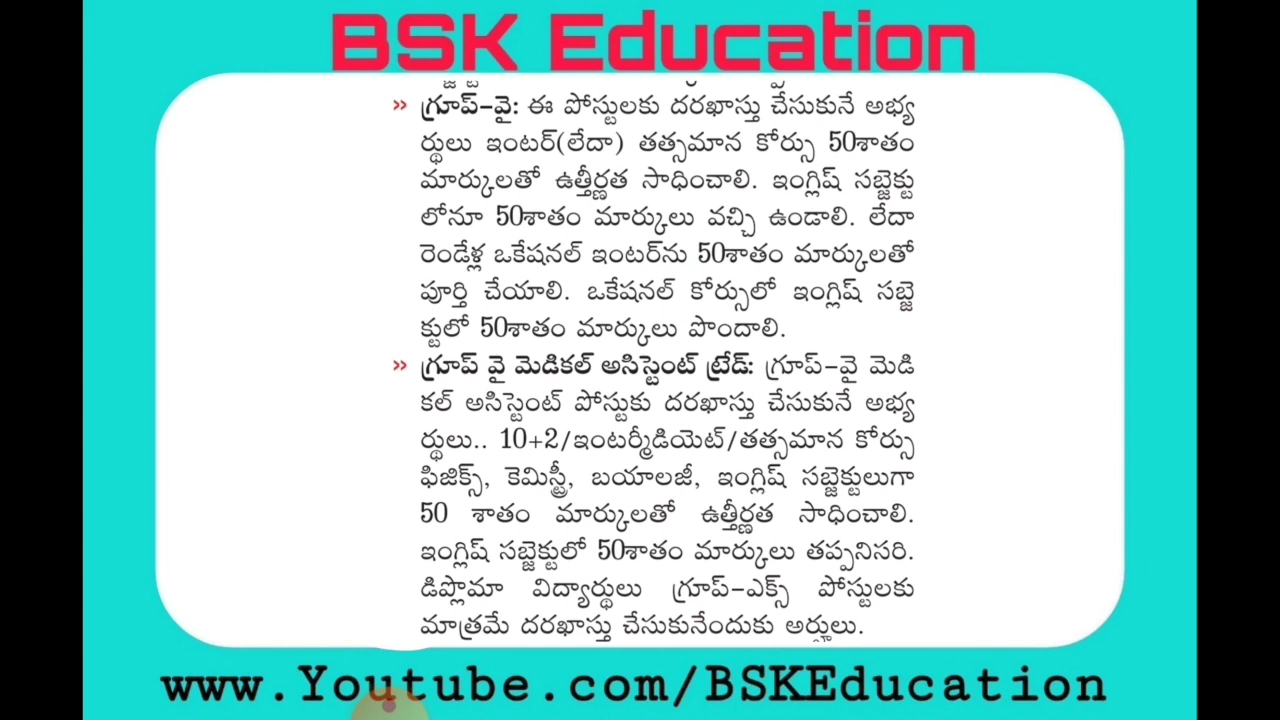 BSK Education
» గ్రూప్-వై: ఈ పోస్టులకు దరఖాస్తు చేసుకునే అభ్య
ర్థులు ఇంటర్(లేదా) తత్సమాన కోర్సు 50శాతం
మార్కులతో ఉత్తీర్ణత సాధించాలి. ఇంగ్లిష్ సబ్జెక్టు
లోనూ 50శాతం మార్కులు వచ్చి ఉండాలి. లేదా
రెండేళ్ల ఒకేషనల్ ఇంటర్‌ను 50శాతం మార్కులతో
పూర్తి చేయాలి. ఒకేషనల్ కోర్సులో ఇంగ్లిష్ సబ్జె
క్టులో 50శాతం మార్కులు పొందాలి.
» గ్రూప్ వై మెడికల్ అసిస్టెంట్ ట్రేడ్: గ్రూప్-వై మెడి
కల్ అసిస్టెంట్ పోస్టుకు దరఖాస్తు చేసుకునే అభ్య
ర్థులు.. 10+2/ఇంటర్మీడియెట్/తత్సమాన కోర్సు
ఫిజిక్స్, కెమిస్ట్రీ, బయాలజీ, ఇంగ్లిష్ సబ్జెక్టులుగా
50 శాతం మార్కులతో ఉత్తీర్ణత సాధించాలి.
ఇంగ్లిష్ సబ్జెక్టులో 50శాతం మార్కులు తప్పనిసరి.
డిప్లొమా విద్యార్థులు గ్రూప్-ఎక్స్ పోస్టులకు
మాత్రమే దరఖాస్తు చేసుకునేందుకు అర్హులు.
www.Youtube.com/BSKEducation